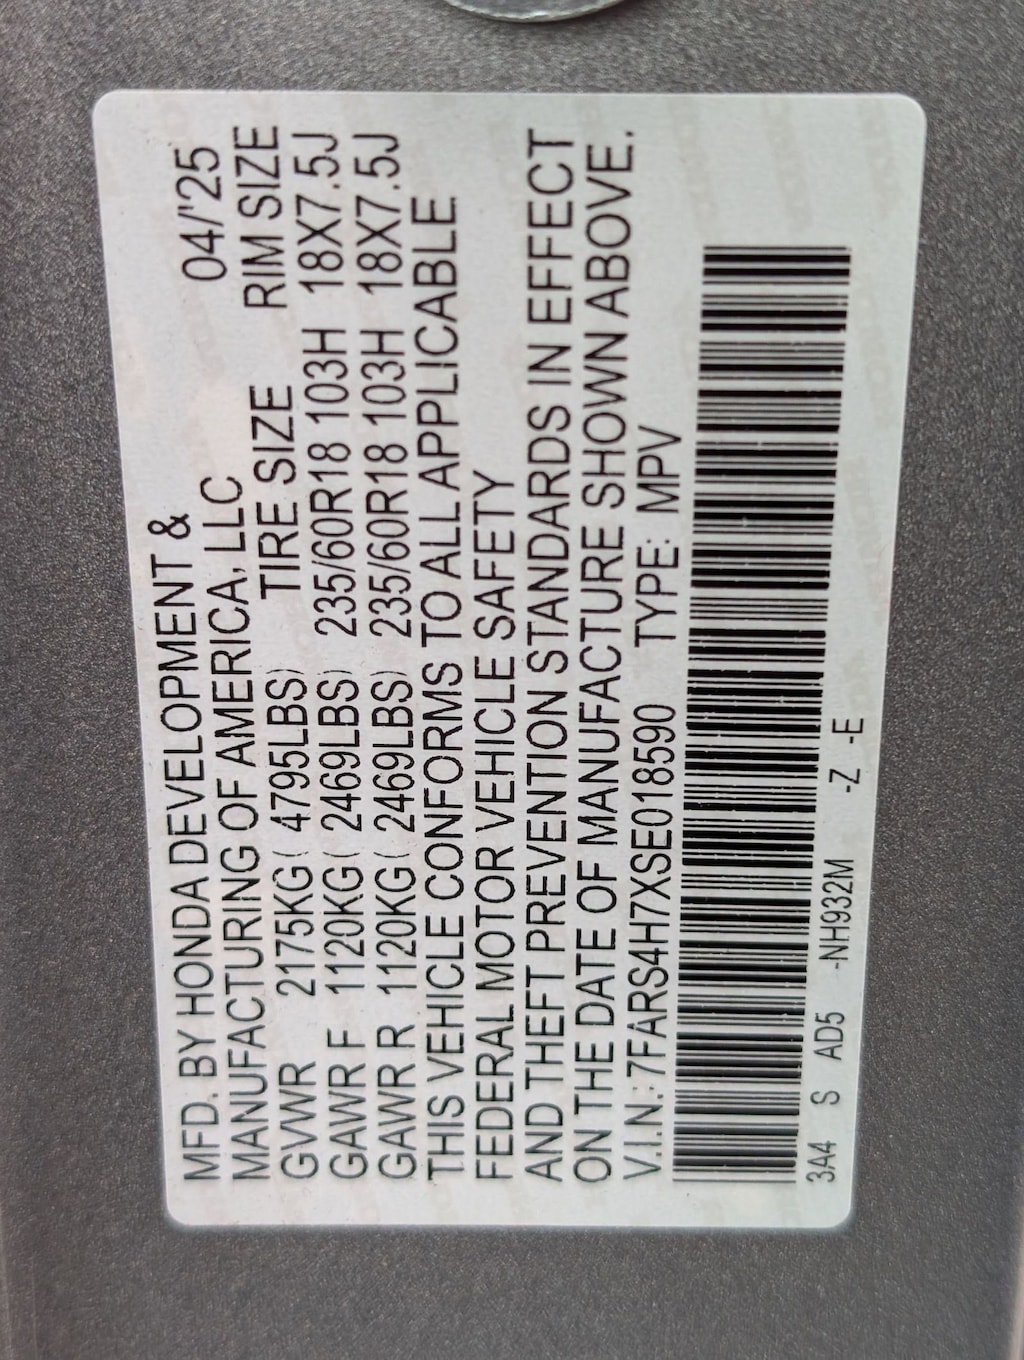 MFD. BY HONDA DEVELOPMENT &
MANUFACTURING OF AMERICA, LLC 04/'25
GVWR 2175KG( 4795LBS) TIRE SIZE RIM SIZE
GAWR F 1120KG( 2469LBS) 235/60R18 103H 18X7.5J
GAWR R 1120KG( 2469LBS) 235/60R18 103H 18X7.5J
THIS VEHICLE CONFORMS TO ALL APPLICABLE
FEDERAL MOTOR VEHICLE SAFETY
AND THEFT PREVENTION STANDARDS IN EFFECT
ON THE DATE OF MANUFACTURE SHOWN ABOVE.
V.I.N.: 7FARS4H7XSE018590 TYPE: MPV
3A4 S AD5 -NH932M -Z -E